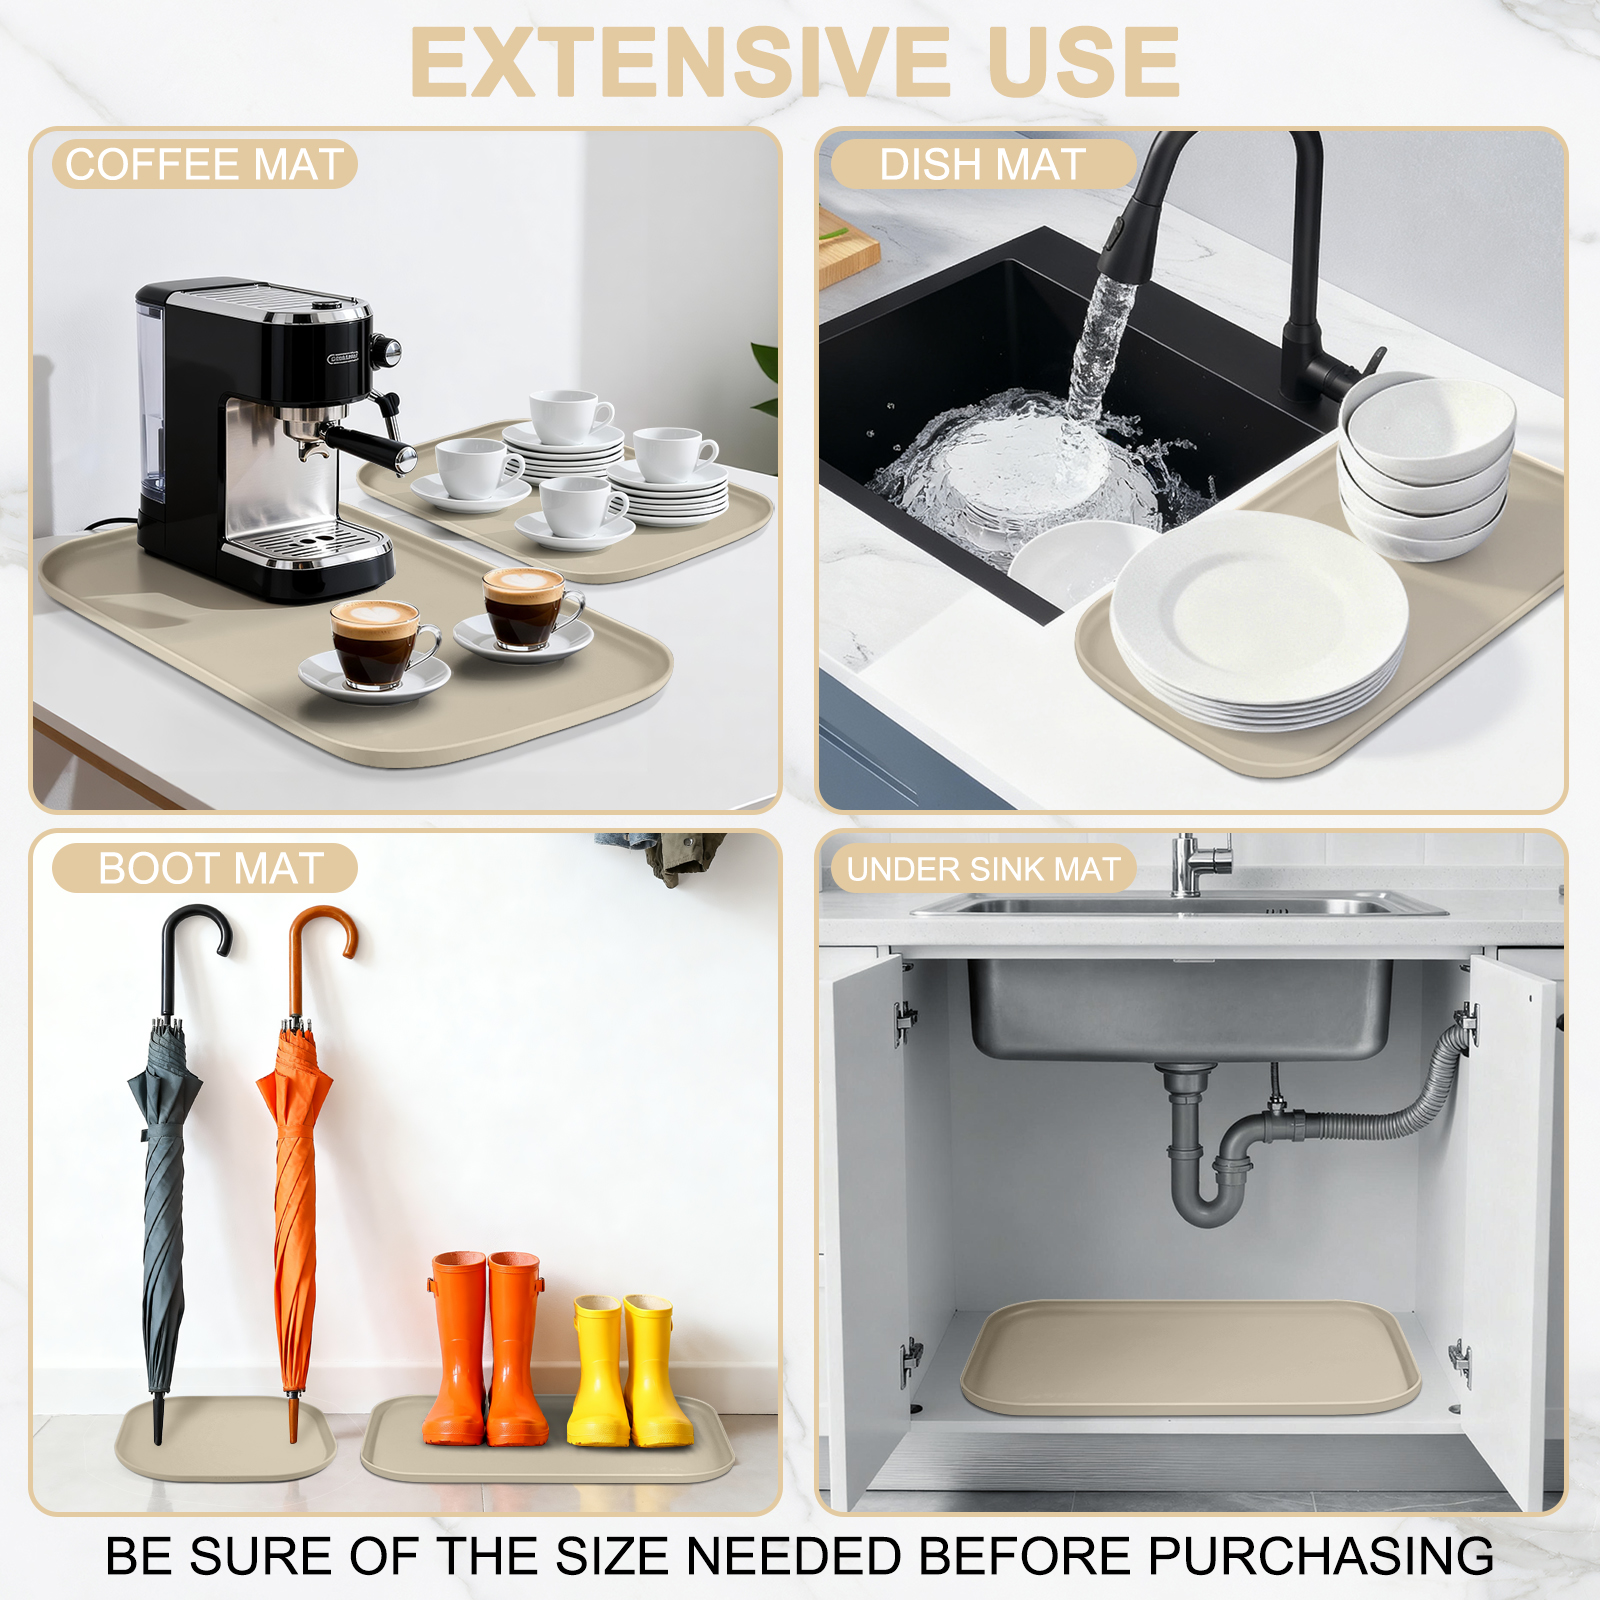 EXTENSIVE USE
COFFEE MAT
DISH MAT
BOOT MAT
UNDER SINK MAT
BE SURE OF THE SIZE NEEDED BEFORE PURCHASING